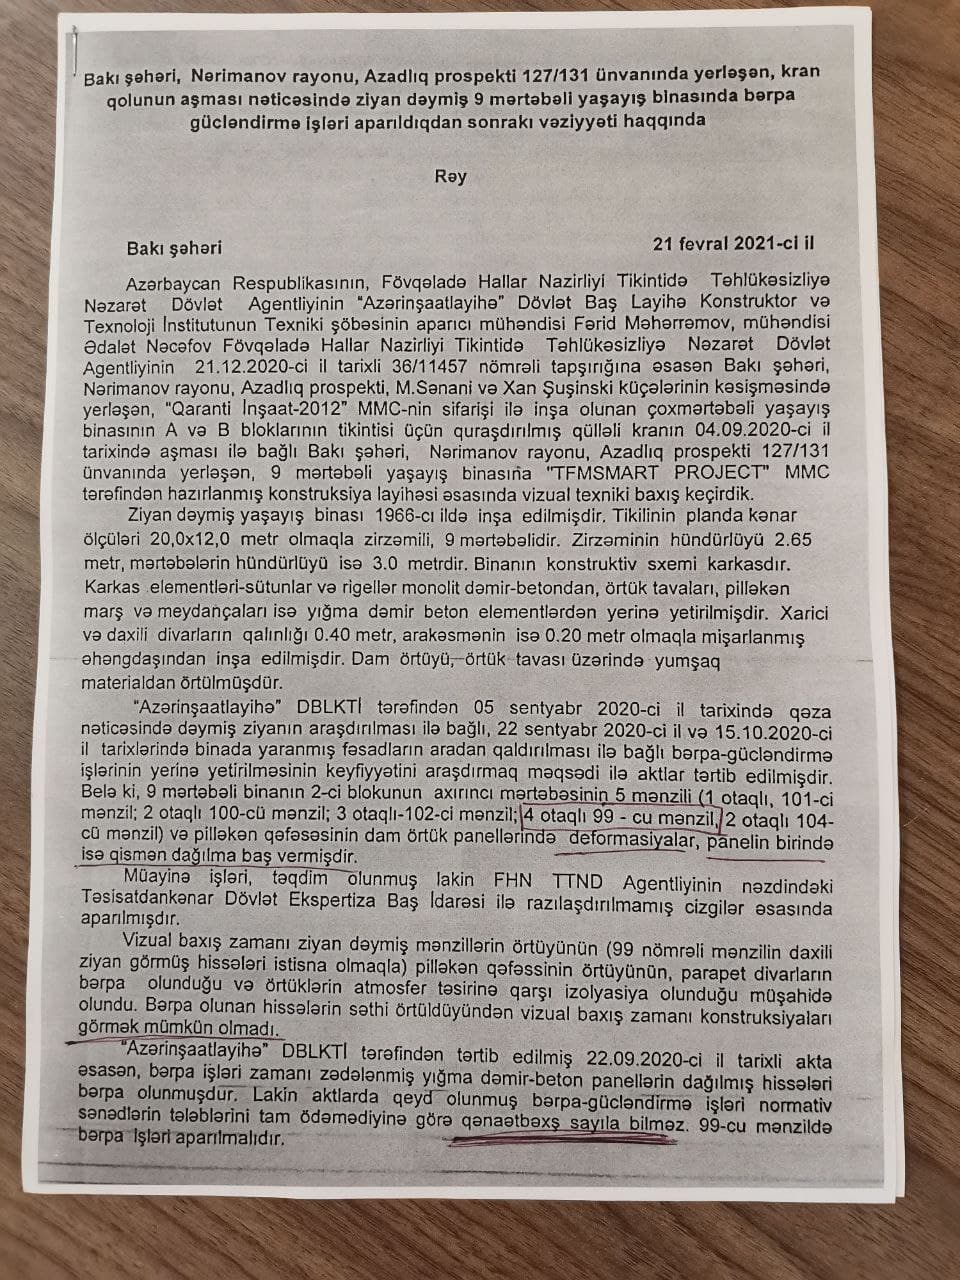 Bakı şəhəri, Nərimanov rayonu, Azadlıq prospekti 127/131 ünvanında yerləşən, kran
qolunun aşması nəticəsində ziyan dəymiş 9 mərtəbəli yaşayış binasında bərpa
gücləndirmə işləri aparıldıqdan sonrakı vəziyyəti haqqında
Rəy
Bakı şəhəri 21 fevral 2021-ci il
Azərbaycan Respublikasının, Fövqəladə Hallar Nazirliyi Tikintidə Təhlükəsizliyə
Nəzarət Dövlət Agentliyinin “Azərinşaatlayihə” Dövlət Baş Layihə Konstruktor və
Texnoloji İnstitutunun Texniki şöbəsinin aparıcı mühəndisi Fərid Məhərrəmov, mühəndisi
Ədalət Nəcəfov Fövqəladə Hallar Nazirliyi Tikintidə Təhlükəsizliyə Nəzarət Dövlət
Agentliyinin 21.12.2020-ci il tarixli 36/11457 nömrəli tapşırığına əsasən Bakı şəhəri,
Nərimanov rayonu, Azadlıq prospekti, M.Sənani və Xan Şuşinski küçələrinin kəsişməsində
yerləşən, “Qaranti İnşaat-2012” MMC-nin sifarişi ilə inşa olunan çoxmərtəbəli yaşayış
binasının A və B bloklarının tikintisi üçün quraşdırılmış qülləli kranın 04.09.2020-ci il
tarixində aşması ilə bağlı Bakı şəhəri, Nərimanov rayonu, Azadlıq prospekti 127/131
ünvanında yerləşən, 9 mərtəbəli yaşayış binasına "TFMSMART PROJECT" MMC
tərəfindən hazırlanmış konstruksiya layihəsi əsasında vizual texniki baxış keçirdik.
Ziyan dəymiş yaşayış binası 1966-cı ildə inşa edilmişdir. Tikilinin planda kənar
ölçüləri 20,0x12,0 metr olmaqla zirzəmili, 9 mərtəbəlidir. Zirzəminin hündürlüyü 2.65
metr, mərtəbələrin hündürlüyü isə 3.0 metrdir. Binanın konstruktiv sxemi karkasdır.
Karkas elementləri-sütunlar və rigellər monolit dəmir-betondan, örtük tavaları, pilləkən
marş və meydançaları isə yığma dəmir beton elementlərdən yerinə yetirilmişdir. Xarici
və daxili divarların qalınlığı 0.40 metr, arakəsmənin isə 0.20 metr olmaqla mişarlanmış
əhəngdaşından inşa edilmişdir. Dam örtüyü, örtük tavası üzərində yumşaq
materialdan örtülmüşdür.
“Azərinşaatlayihə” DBLKTİ tərəfindən 05 sentyabr 2020-ci il tarixində qəza
nəticəsində dəymiş ziyanın araşdırılması ilə bağlı, 22 sentyabr 2020-ci il və 15.10.2020-ci
il tarixlərində binada yaranmış fəsadların aradan qaldırılması ilə bağlı bərpa-gücləndirmə
işlərinin yerinə yetirilməsinin keyfiyyətini araşdırmaq məqsədi ilə aktlar tərtib edilmişdir.
Belə ki, 9 mərtəbəli binanın 2-ci blokunun axırıncı mərtəbəsinin 5 mənzili (1 otaqlı, 101-ci
mənzil; 2 otaqlı 100-cü mənzil; 3 otaqlı-102-ci mənzil; 4 otaqlı 99 - cu mənzil, 2 otaqlı 104-
cü mənzil) və pilləkən qəfəsəsinin dam örtük panellərində deformasiyalar, panelin birində
isə qismən dağılma baş vermişdir.
Müayinə işləri, təqdim olunmuş lakin FHN TTND Agentliyinin nəzdindəki
Təsisatdankənar Dövlət Ekspertiza Baş İdarəsi ilə razılaşdırılmamış cizgilər əsasında
aparılmışdır.
Vizual baxış zamanı ziyan dəymiş mənzillərin örtüyünün (99 nömrəli mənzilin daxili
ziyan görmüş hissələri istisna olmaqla) pilləkən qəfəssinin örtüyünün, parapet divarların
bərpa olunduğu və örtüklərin atmosfer təsirinə qarşı izolyasiya olunduğu müşahidə
olundu. Bərpa olunan hissələrin səthi örtüldüyündən vizual baxış zamanı konstruksiyaları
görmək mümkün olmadı.
“Azərinşaatlayihə” DBLKTİ tərəfindən tərtib edilmiş 22.09.2020-ci il tarixli akta
əsasən, bərpa işləri zamanı zədələnmiş yığma dəmir-beton panellərin dağılmış hissələri
bərpa olunmuşdur. Lakin aktlarda qeyd olunmuş bərpa-gücləndirmə işləri normativ
sənədlərin tələblərini tam ödəmədiyinə görə qənaətbəxş sayıla bilməz. 99-cu mənzildə
bərpa işləri aparılmalıdır.